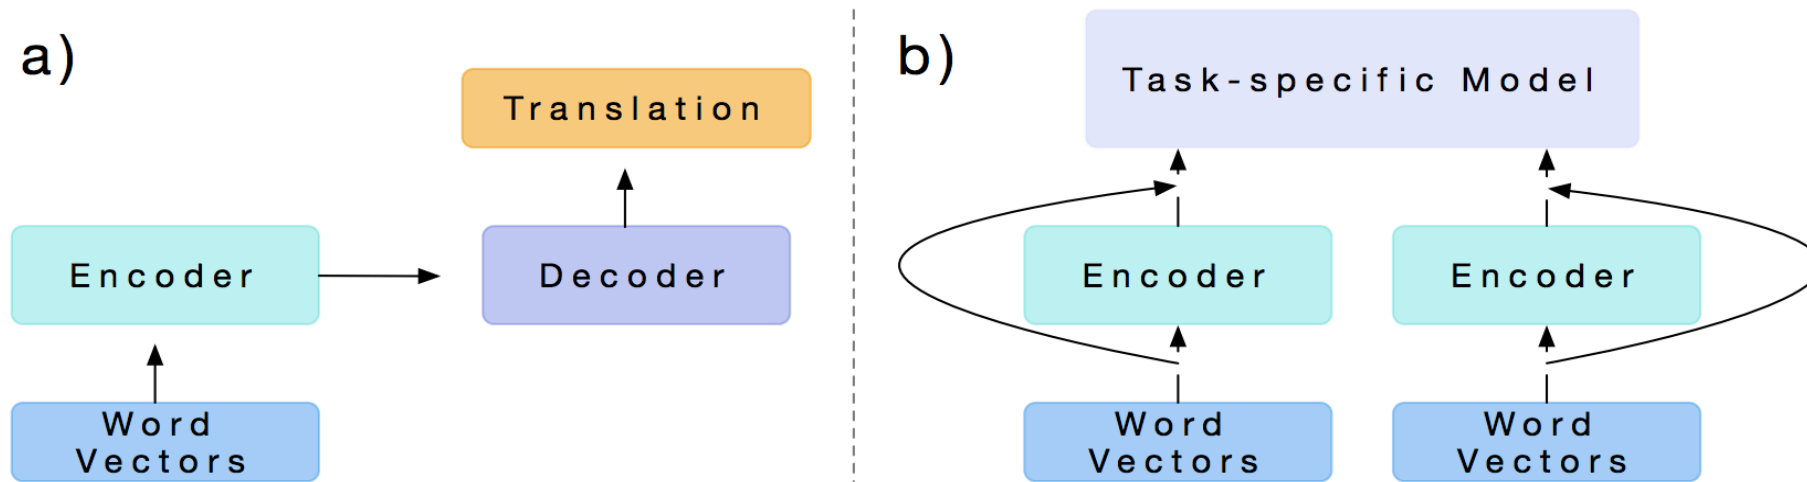 a)
Translation
Encoder
Decoder
Word
Vectors
b)
Task-specific Model
Encoder
Encoder
Word
Vectors
Word
Vectors